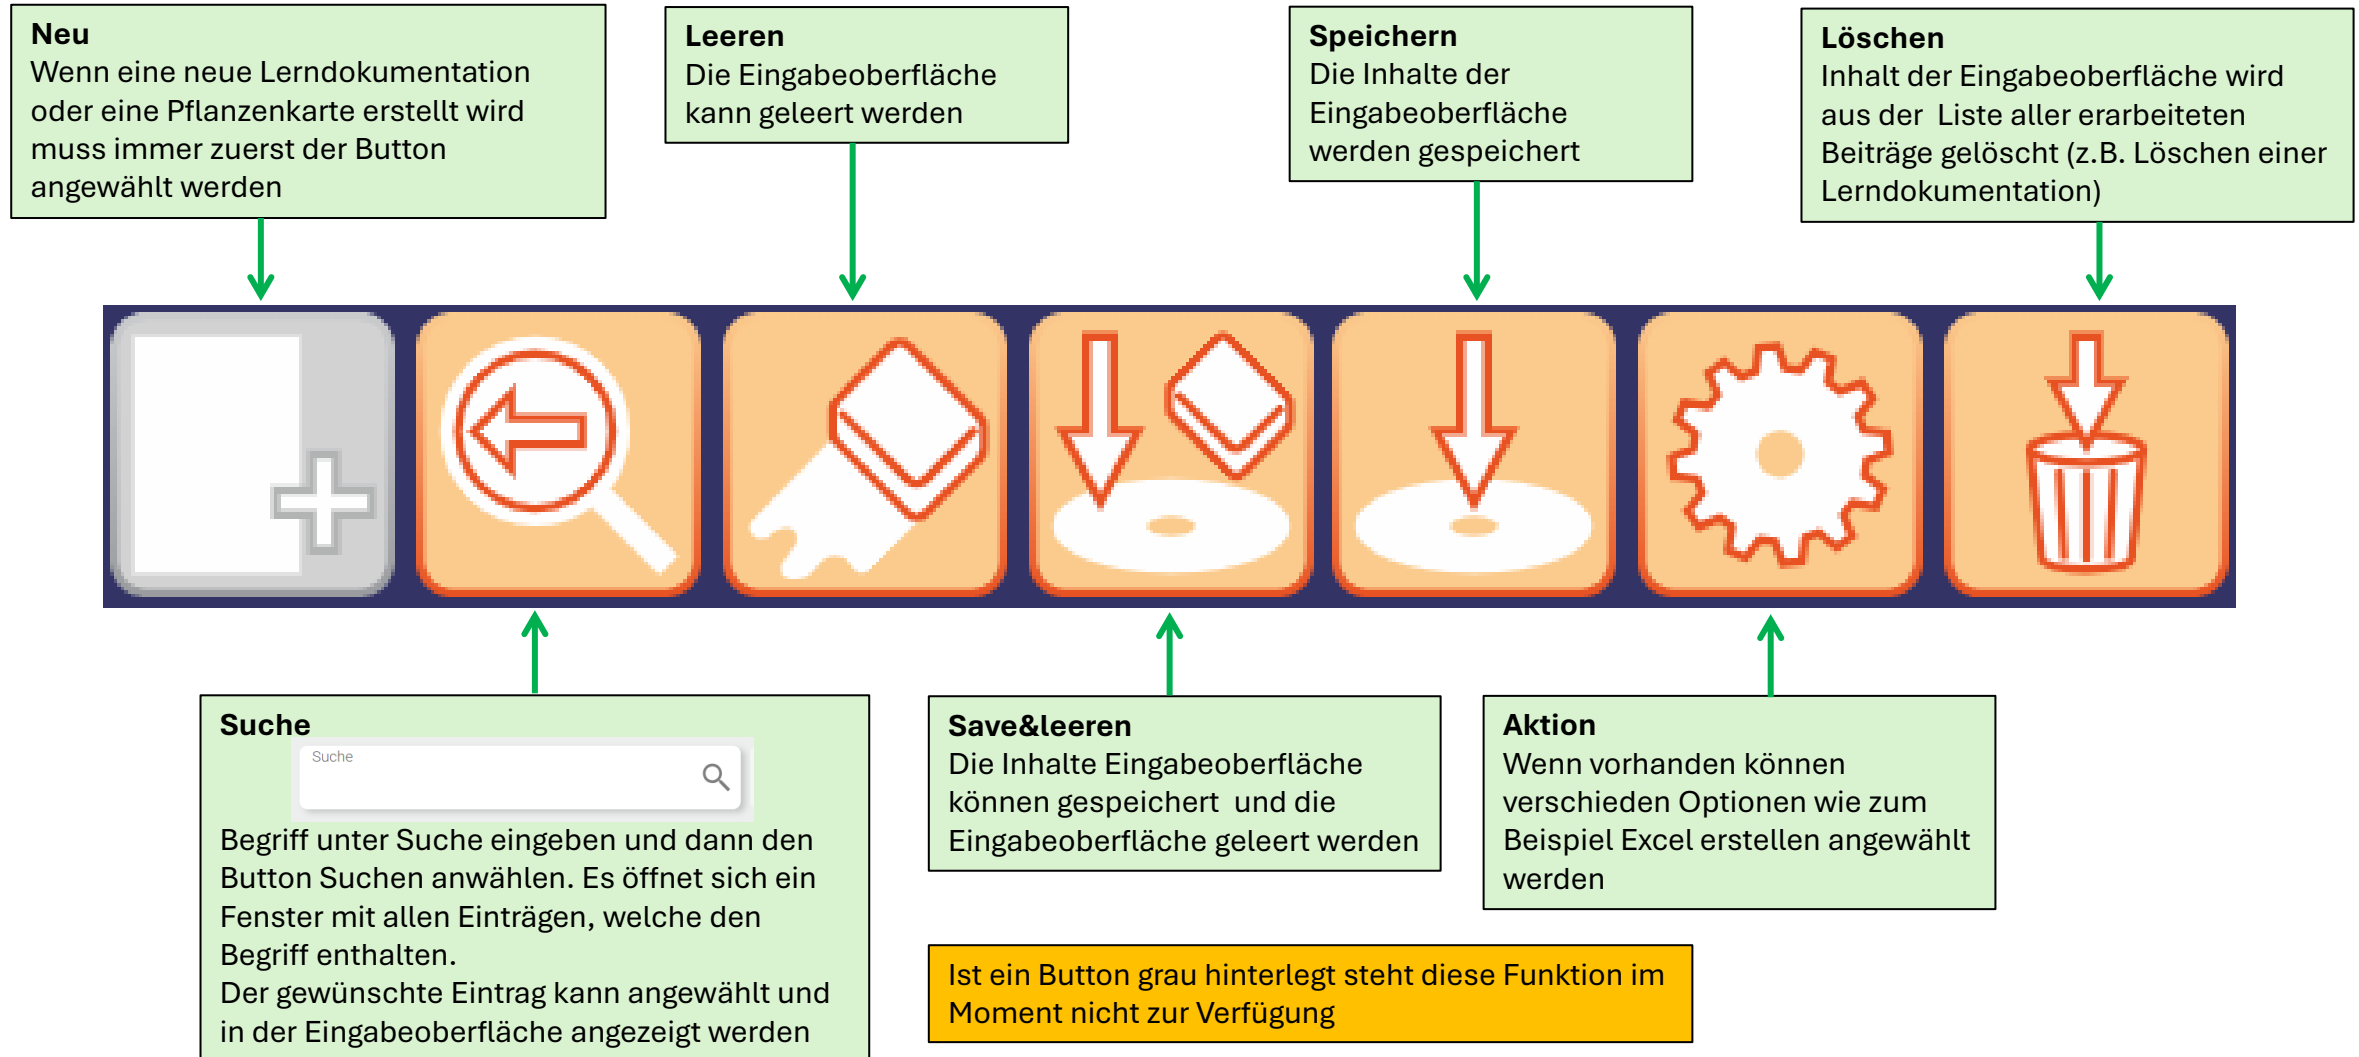 Neu
Wenn eine neue Lerndokumentation
oder eine Pflanzenkarte erstellt wird
muss immer zuerst der Button
angewählt werden
Leeren
Die Eingabeoberfläche
kann geleert werden
Speichern
Die Inhalte der
Eingabeoberfläche
werden gespeichert
Löschen
Inhalt der Eingabeoberfläche wird
aus der  Liste aller erarbeiteten
Beiträge gelöscht (z.B. Löschen einer
Lerndokumentation)
Suche
Suche
Begriff unter Suche eingeben und dann den
Button Suchen anwählen. Es öffnet sich ein
Fenster mit allen Einträgen, welche den
Begriff enthalten.
Der gewünschte Eintrag kann angewählt und
in der Eingabeoberfläche angezeigt werden
Save&leeren
Die Inhalte Eingabeoberfläche
können gespeichert  und die
Eingabeoberfläche geleert werden
Aktion
Wenn vorhanden können
verschieden Optionen wie zum
Beispiel Excel erstellen angewählt
werden
Ist ein Button grau hinterlegt steht diese Funktion im
Moment nicht zur Verfügung